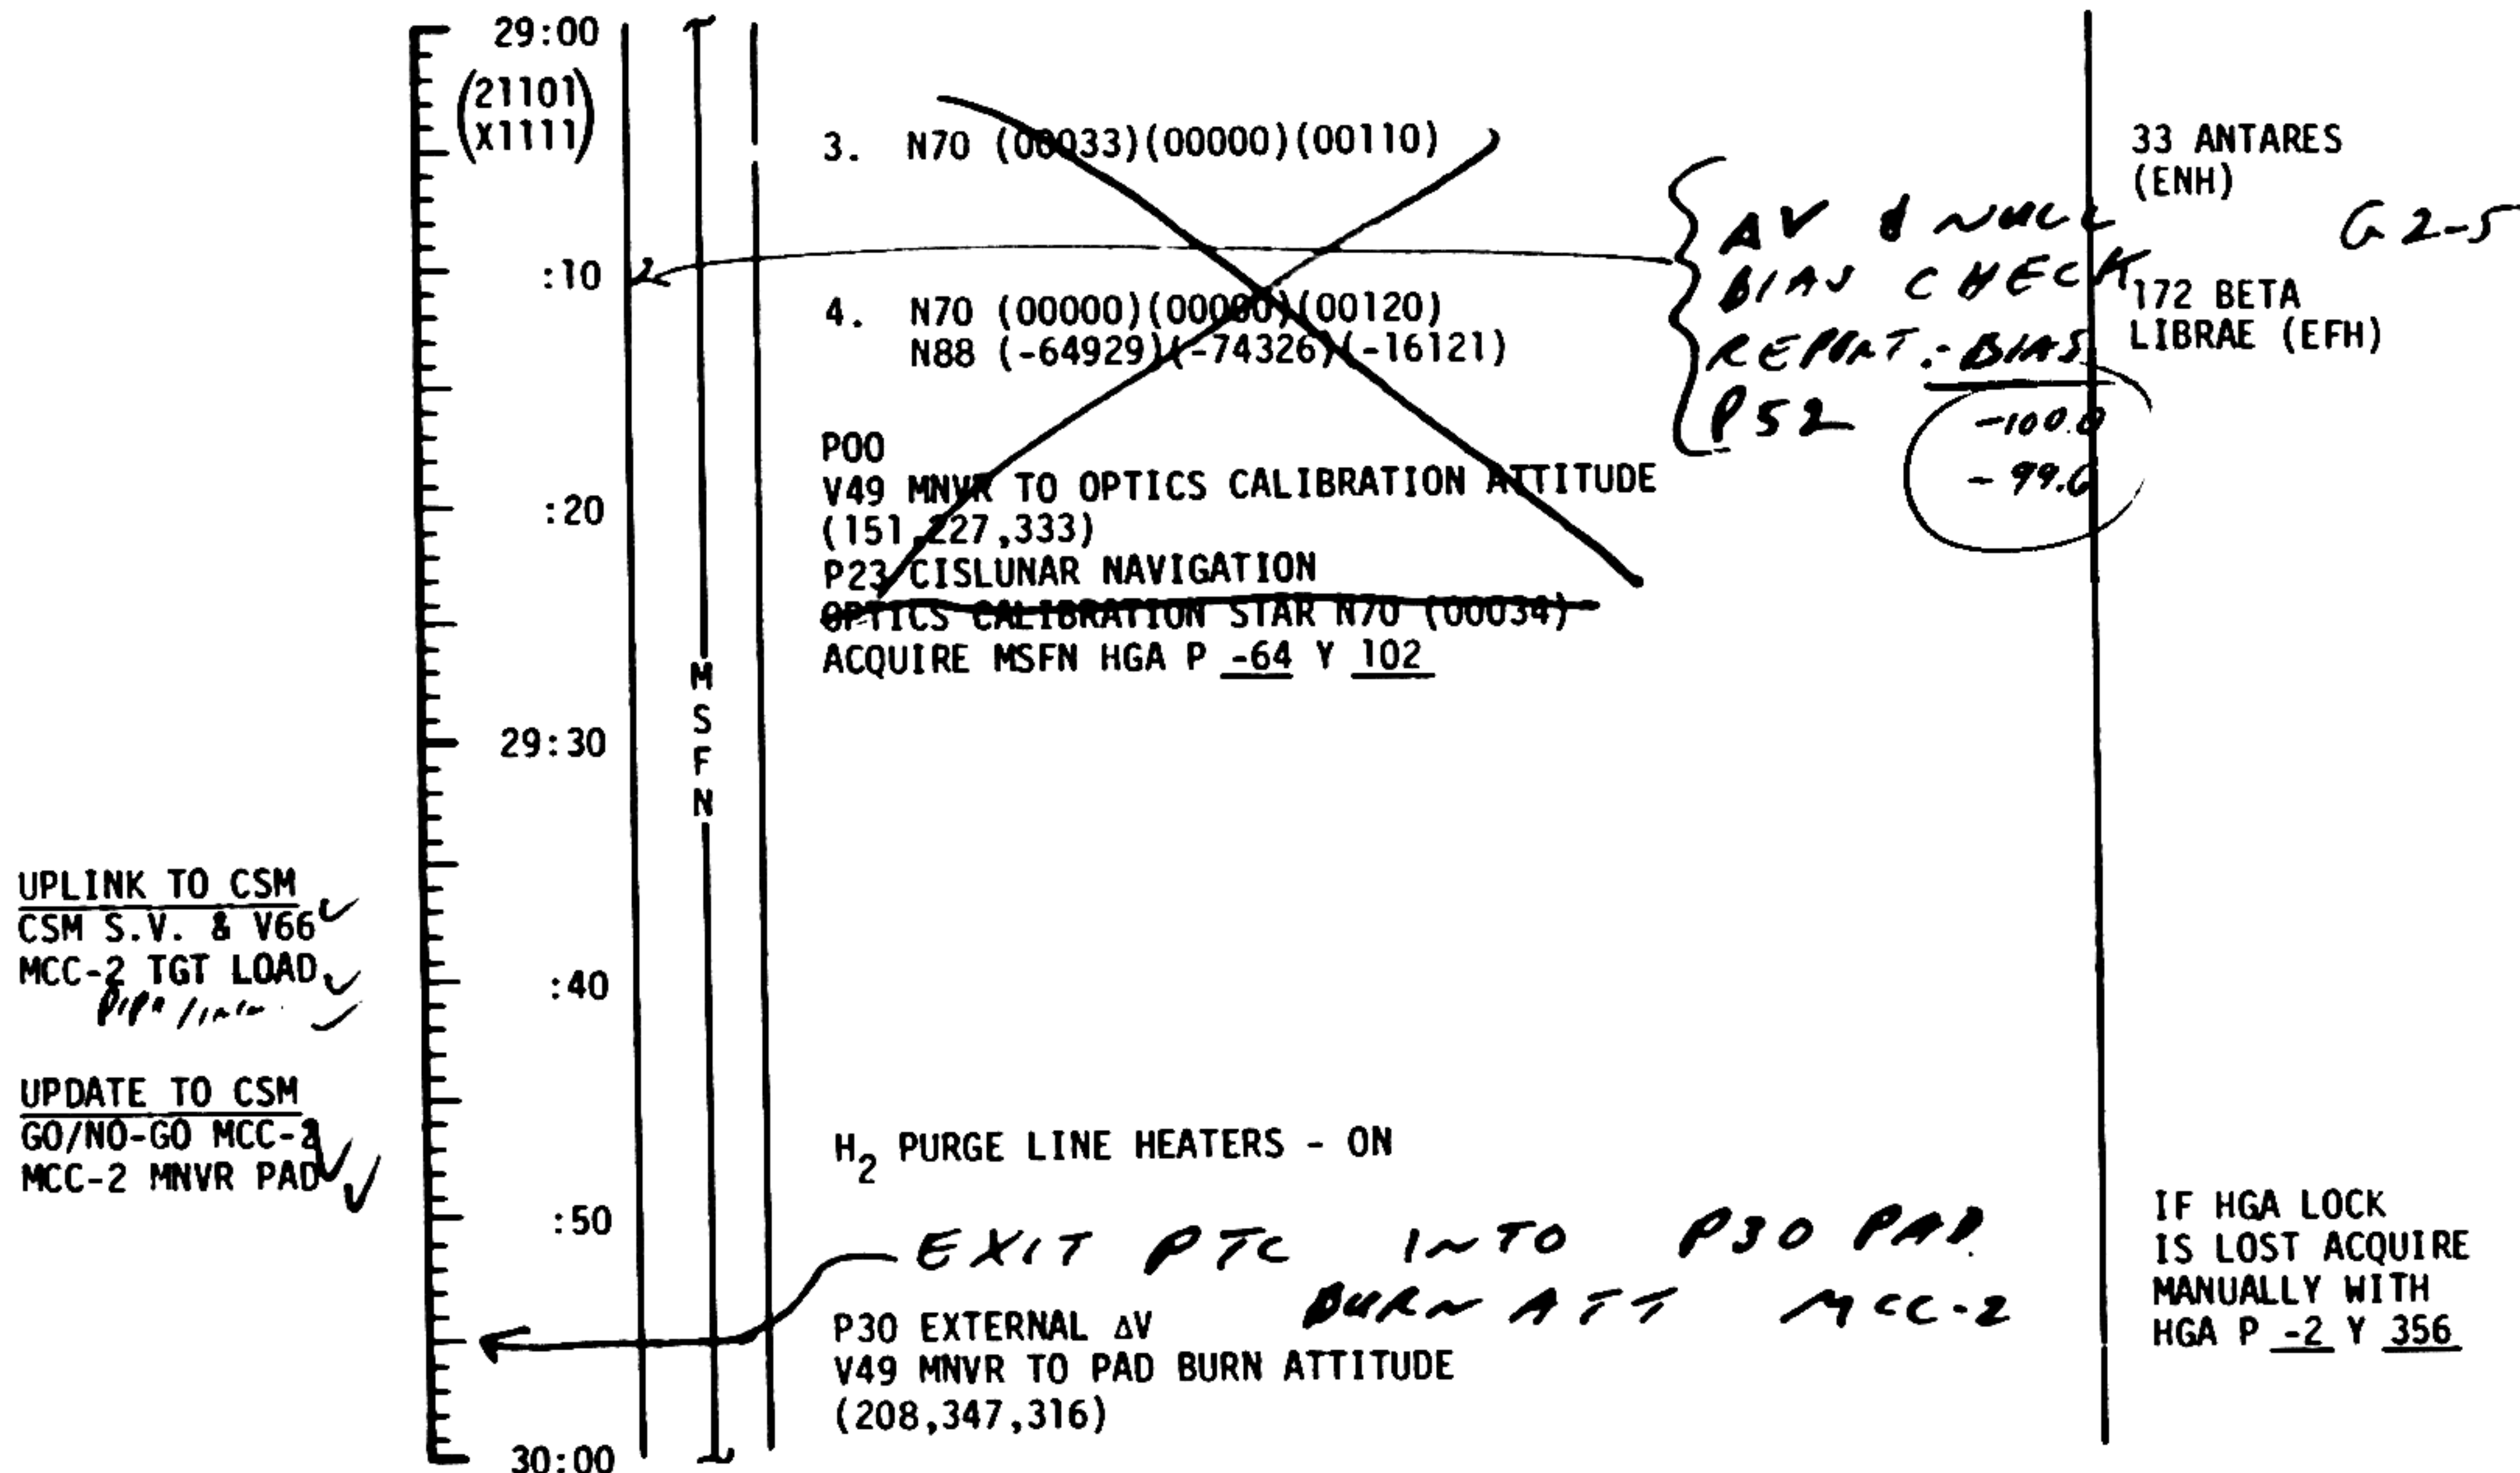 29:00
(21101)
(X1111)
3. N70 (00033)(00000)(00110)
33 ANTARES
(ENH)
ΔV & NULL
G2-5
BIAS CHECK
:10
172 BETA
LIBRAE (EFH)
4. N70 (00000)(00000)(00120)
N88 (-64929)(-74326)(-16121)
REPORT: BIAS
P52
-100.0
P00
V49 MNVR TO OPTICS CALIBRATION ATTITUDE
:20
(151,227,333)
P23 CISLUNAR NAVIGATION
OPTICS CALIBRATION STAR N70 (00034)
ACQUIRE MSFN HGA P -64 Y 102
MSFN
29:30
UPLINK TO CSM
CSM S.V. & V66 ✓
MCC-2 TGT LOAD ✓
:40
UPDATE TO CSM
GO/NO-GO MCC-2 ✓
MCC-2 MNVR PAD ✓
H2 PURGE LINE HEATERS - ON
:50
EXIT PTC INTO P30 PAD
BURN ATT MCC-2
P30 EXTERNAL ΔV
V49 MNVR TO PAD BURN ATTITUDE
(208,347,316)
IF HGA LOCK
IS LOST ACQUIRE
MANUALLY WITH
HGA P -2 Y 356
30:00